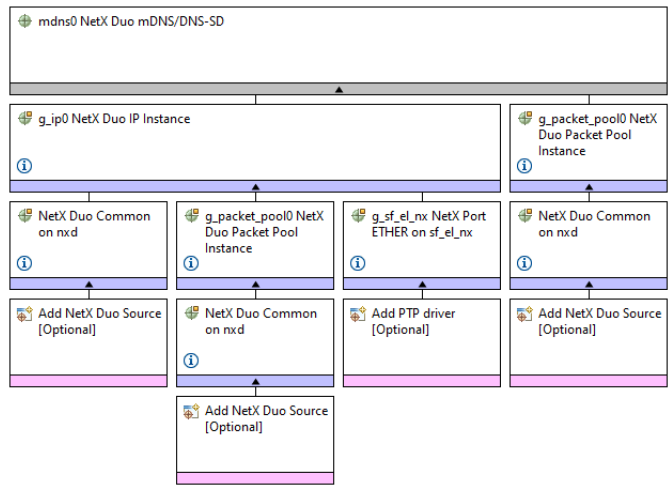 mdns0 NetX Duo mDNS/DNS-SD
g_ip0 NetX Duo IP Instance
g_packet_pool0 NetX
Duo Packet Pool
Instance
NetX Duo Common
on nxd
g_packet_pool0 NetX
Duo Packet Pool
Instance
g_sf_el_nx NetX Port
ETHER on sf_el_nx
NetX Duo Common
on nxd
Add NetX Duo Source
[Optional]
NetX Duo Common
on nxd
Add PTP driver
[Optional]
Add NetX Duo Source
[Optional]
Add NetX Duo Source
[Optional]